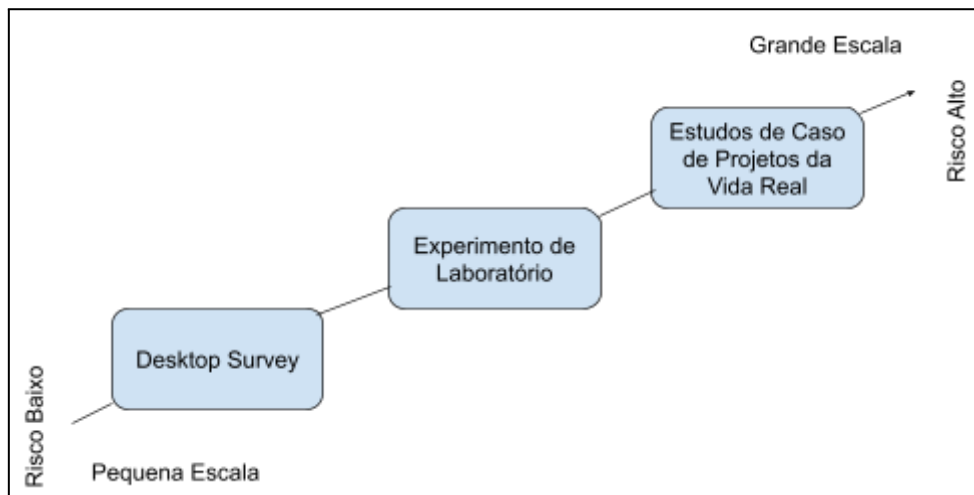 Grande Escala
Risco Alto
Estudos de Caso
de Projetos da
Vida Real
Experimento de
Laboratório
Desktop Survey
Risco Baixo
Pequena Escala